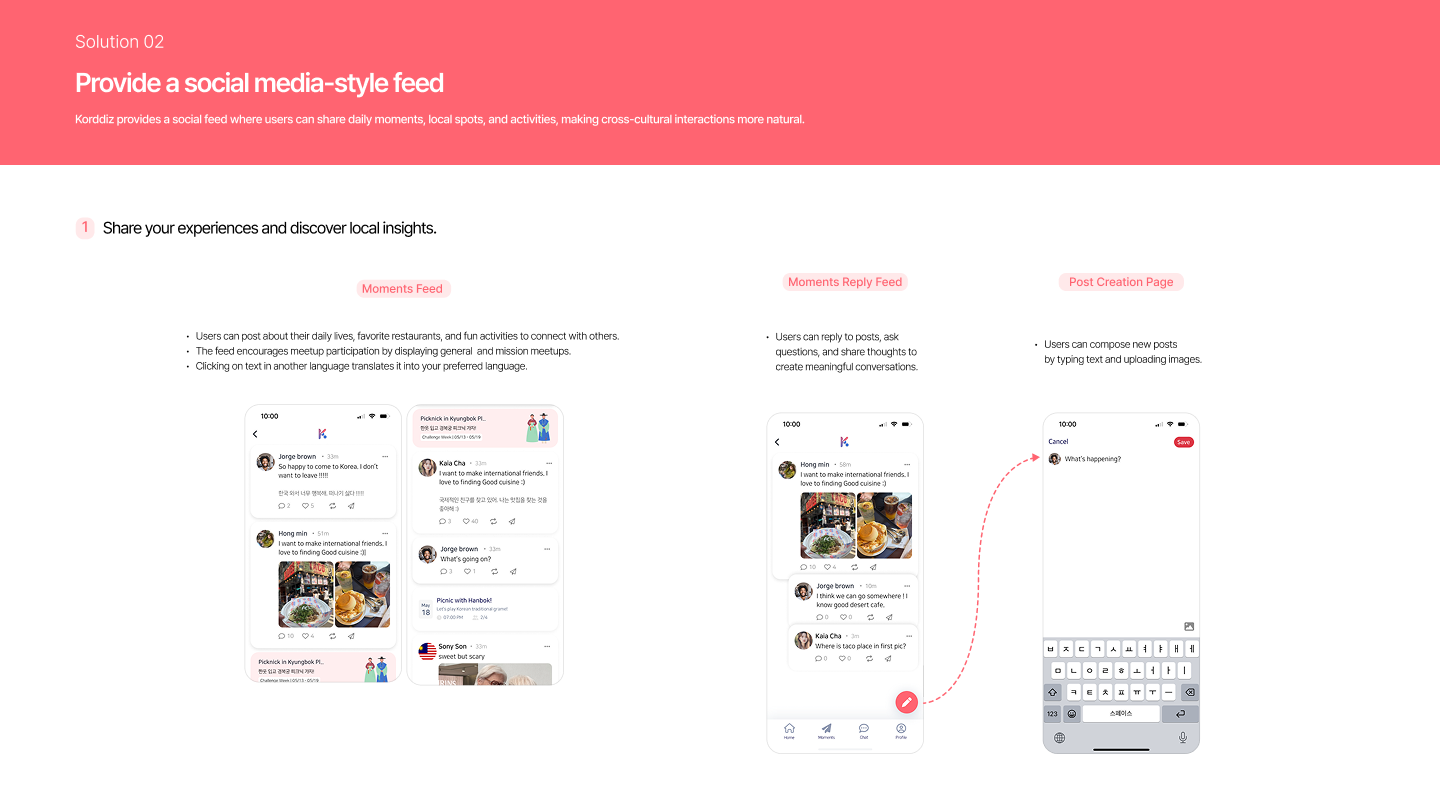 Solution 02
Provide a social media-style feed
Korddiz provides a social feed where users can share daily moments, local spots, and activities, making cross-cultural interactions more natural.
1 Share your experiences and discover local insights.
Moments Feed
• Users can post about their daily lives, favorite restaurants, and fun activities to connect with others.
• The feed encourages meetup participation by displaying general and mission meetups.
• Clicking on text in another language translates it into your preferred language.
10:00
Jorge brown • 33m
So happy to come to Korea. I don't
want to leave !!!!!
한국 와서 너무 행복해. 떠나기 싫다 !!!!!
2 5
Hong min • 51m
I want to make international friends. I
love to finding Good cuisine :)|
10 4
Picknick in Kyungbok Pl..
한옷 입고 경복궁 피크닉 가자!
Challenge Week | 05/13 - 05/19
Picknick in Kyungbok Pl..
한옷 입고 경복궁 피크닉 가자!
Challenge Week | 05/13 - 05/19
Kaia Cha • 33m
I want to make international friends. I
love to finding Good cuisine :)
국제적인 친구를 찾고 있어. 나는 맛집을 찾는 것을
좋아해 :)
3 40
Jorge brown • 33m
What's going on?
3 1
May
18
Picnic with Hanbok!
Let's play Korean traditional grame!
07:00 PM 2/4
Sony Son • 33m
sweet but scary
Moments Reply Feed
• Users can reply to posts, ask
questions, and share thoughts to
create meaningful conversations.
10:00
Hong min • 58m
I want to make international friends. I
love to finding Good cuisine :)
10 4
Jorge brown • 10m
I think we can go somewhere ! I
know good desert cafe,
0 0
Kaia Cha • 3m
Where is taco place in first pic?
0 0
Home Moments Chat Profile
Post Creation Page
• Users can compose new posts
by typing text and uploading images.
10:00
Cancel Save
What's happening?
ㅂ ㅈ ㄷ ㄱ ㅅ ㅛ ㅕ ㅑ ㅐ ㅔ
ㅁ ㄴ ㅇ ㄹ ㅎ ㅗ ㅓ ㅏ ㅣ
ㅋ ㅌ ㅊ ㅍ ㅠ ㅜ ㅡ
123 스페이스